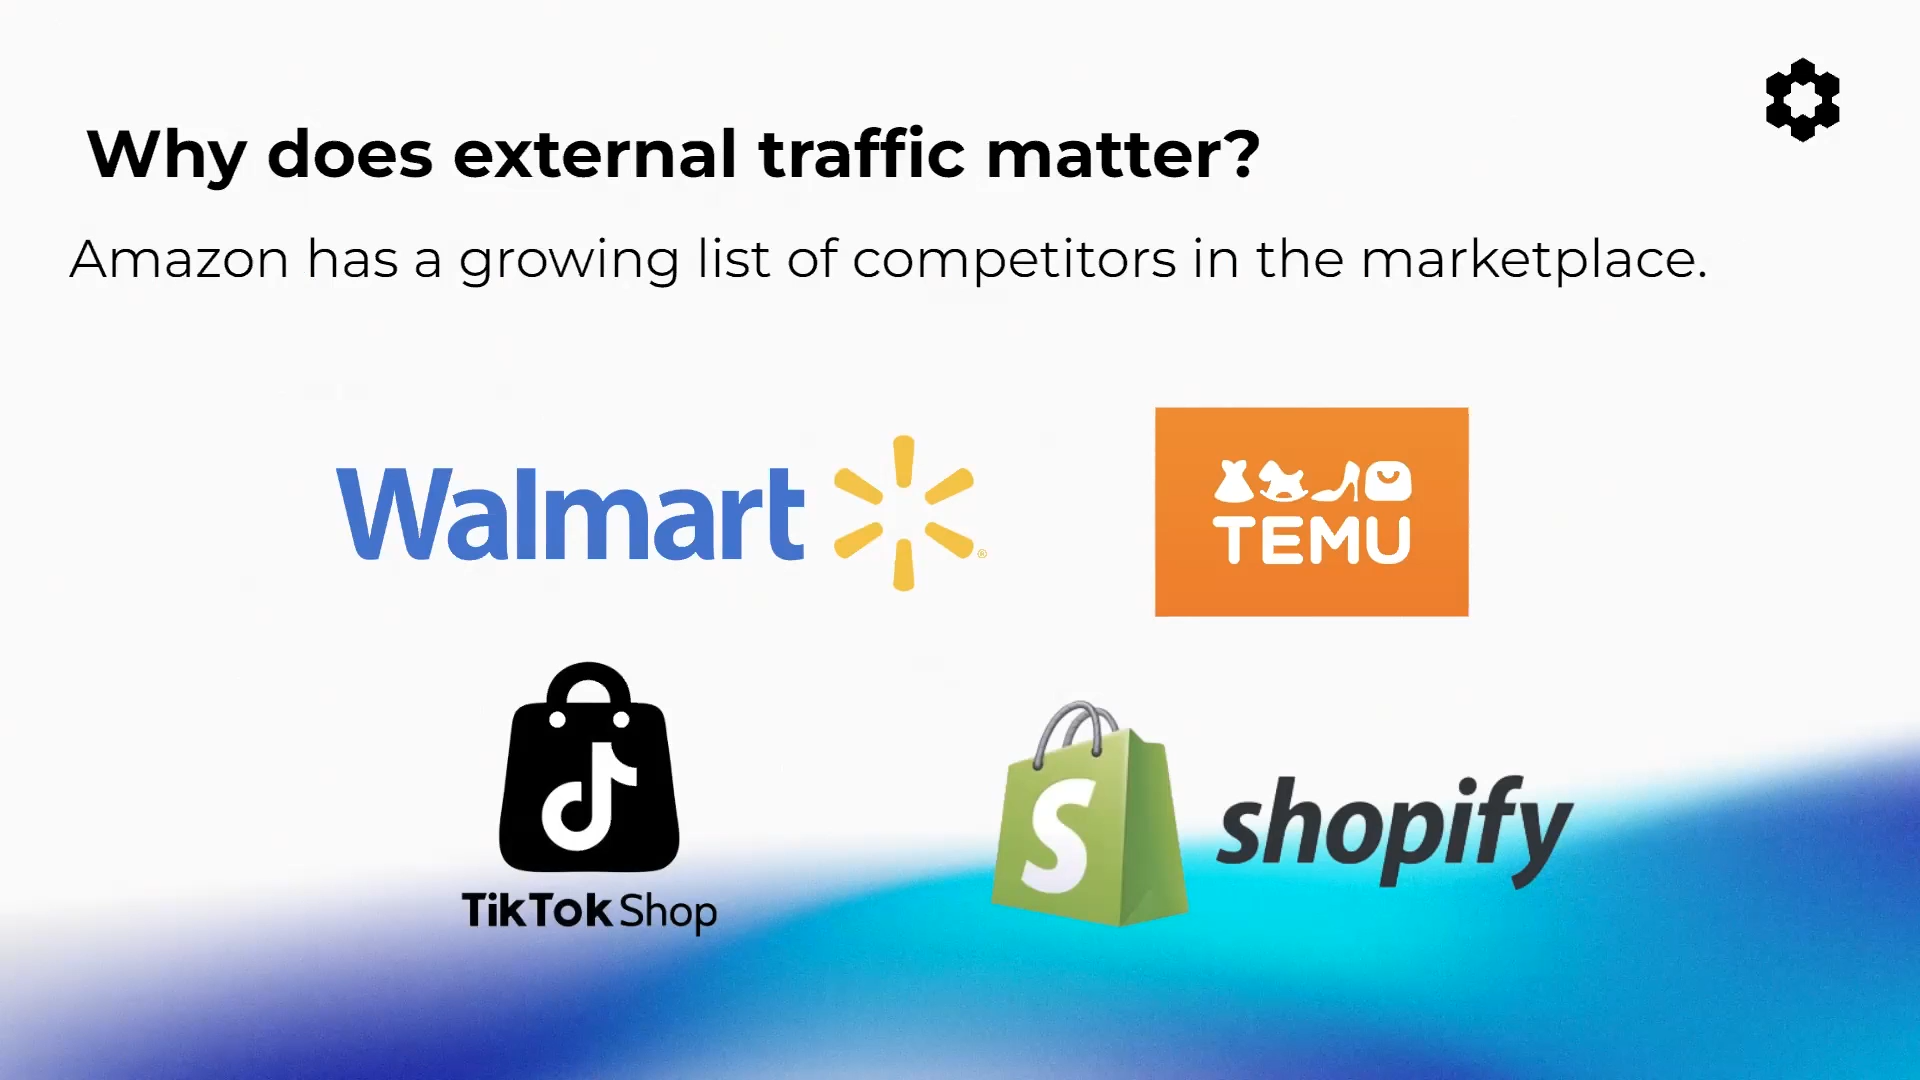 Why does external traffic matter?
Amazon has a growing list of competitors in the marketplace.
Walmart
®
TEMU
TikTok Shop
S
shopify